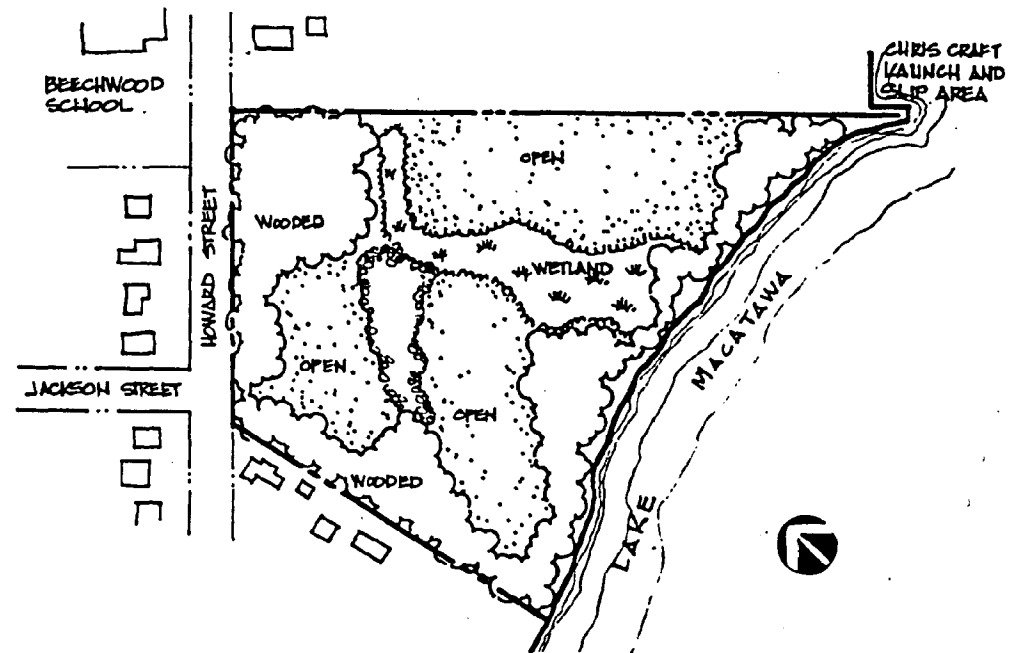 CHRIS CRAFT
LAUNCH AND
SLIP AREA
BEECHWOOD
SCHOOL
OPEN
WOODED
HOWARD STREET
WETLAND
MACATAWA
OPEN
JACKSON STREET
OPEN
WOODED
LAKE